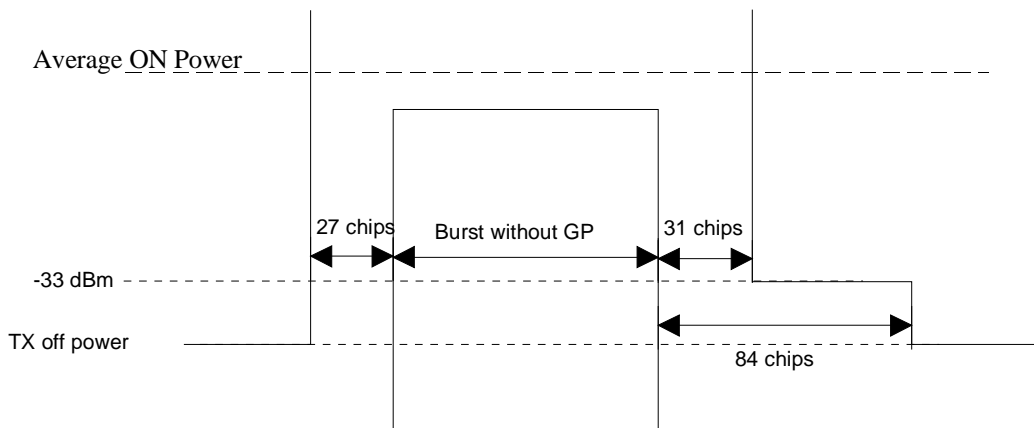 Average ON Power
27 chips
Burst without GP
31 chips
-33 dBm
TX off power
84 chips